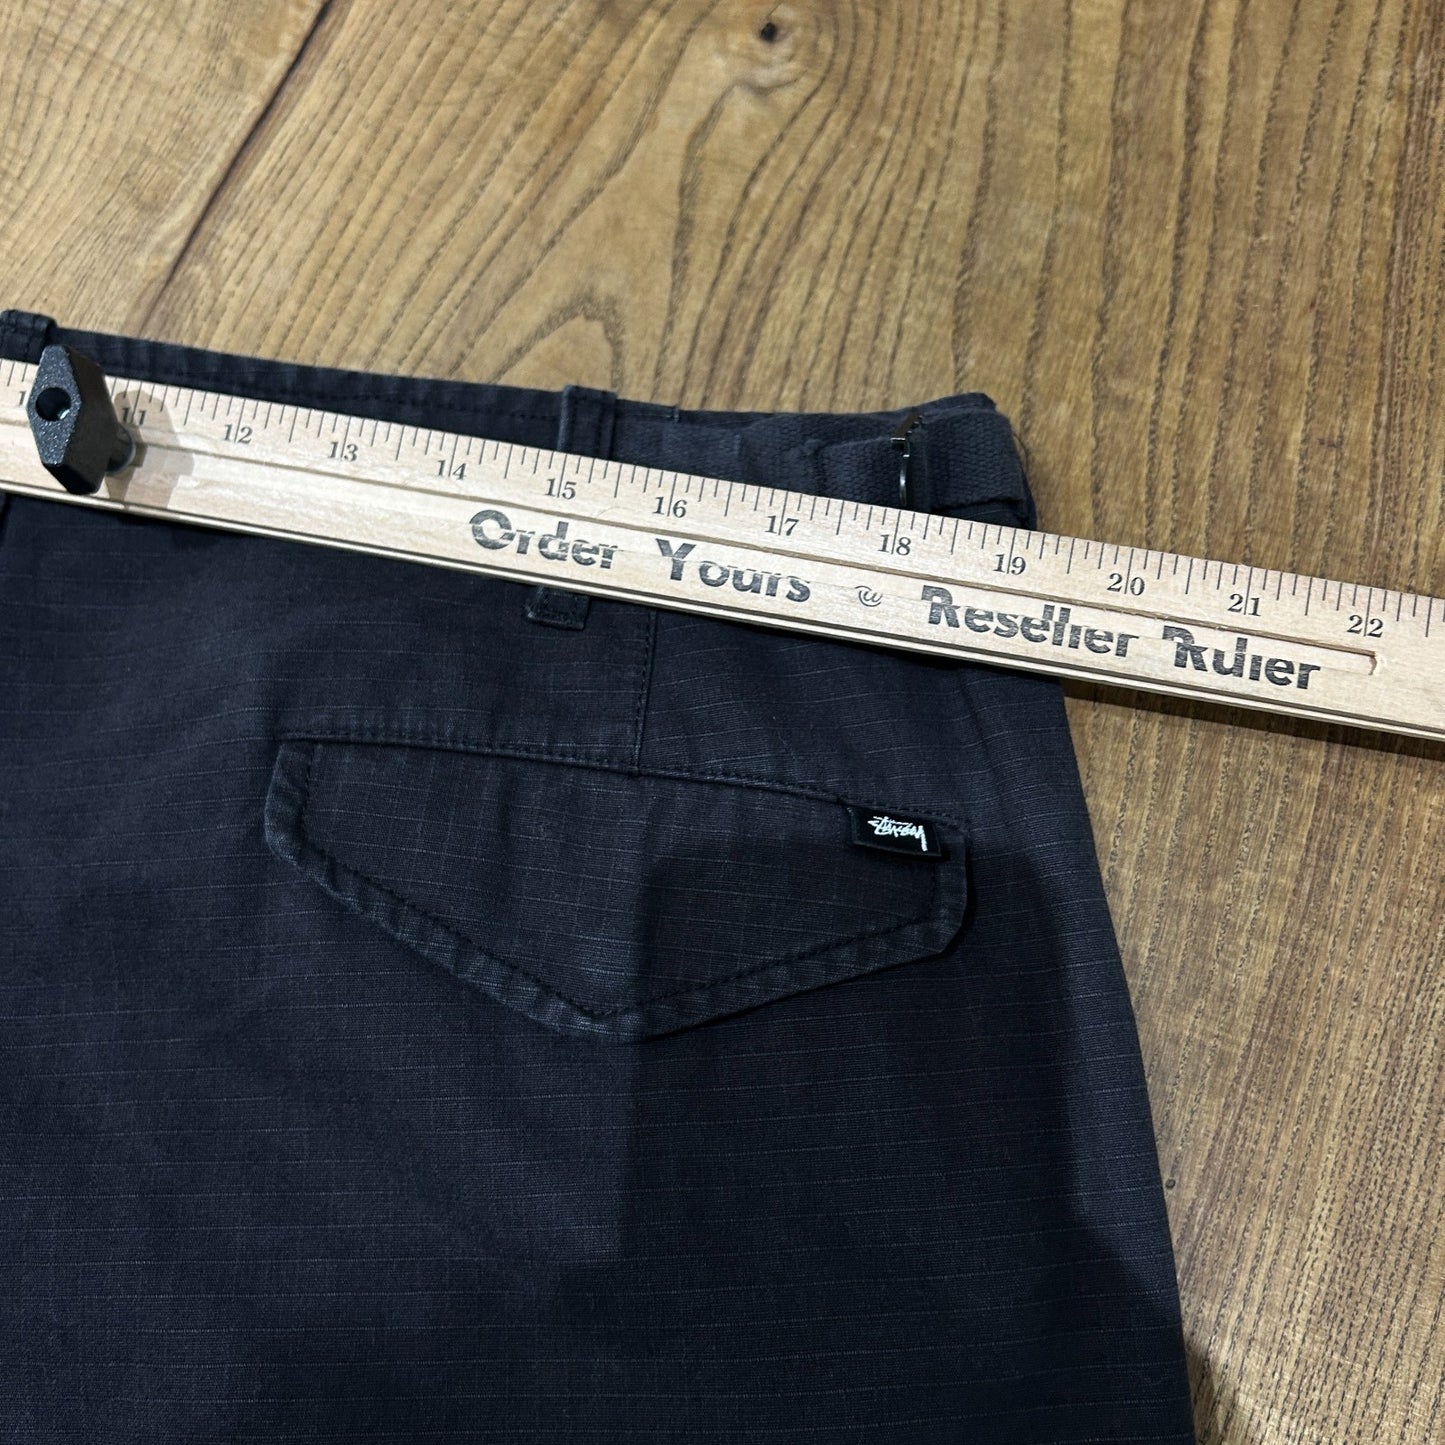 11 12 13 14 15 16 17 18 19 20 21 22
Order Yours @ Reseller Ruler
STÜSSY